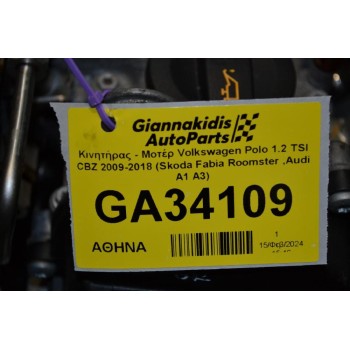 Giannakidis
AutoParts
Κινητήρας - Μοτέρ Volkswagen Polo 1.2 TSI
CBZ 2009-2018 (Skoda Fabia Roomster ,Audi
A1 A3)
GA34109
ΑΘΗΝΑ
1
15/Φεβ/2024